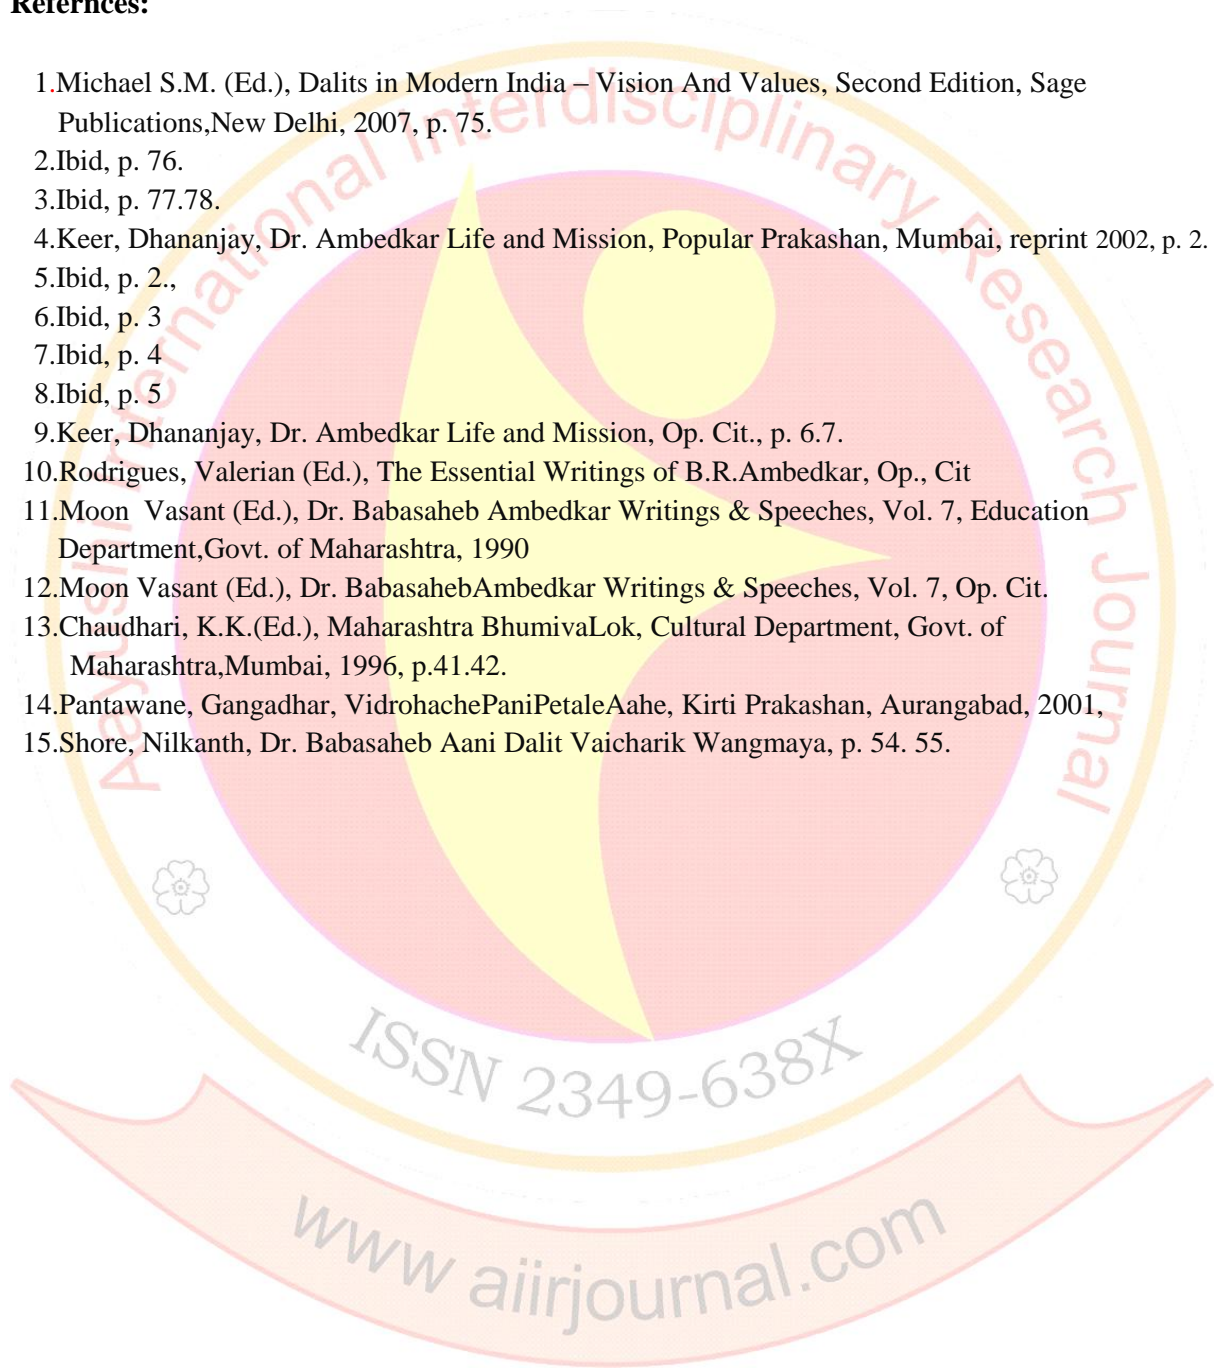 Refernces:
1.Michael S.M. (Ed.), Dalits in Modern India – Vision And Values, Second Edition, Sage
Publications,New Delhi, 2007, p. 75.
2.Ibid, p. 76.
3.Ibid, p. 77.78.
4.Keer, Dhananjay, Dr. Ambedkar Life and Mission, Popular Prakashan, Mumbai, reprint 2002, p. 2.
5.Ibid, p. 2.,
6.Ibid, p. 3
7.Ibid, p. 4
8.Ibid, p. 5
9.Keer, Dhananjay, Dr. Ambedkar Life and Mission, Op. Cit., p. 6.7.
10.Rodrigues, Valerian (Ed.), The Essential Writings of B.R.Ambedkar, Op., Cit
11.Moon Vasant (Ed.), Dr. Babasaheb Ambedkar Writings & Speeches, Vol. 7, Education
Department,Govt. of Maharashtra, 1990
12.Moon Vasant (Ed.), Dr. BabasahebAmbedkar Writings & Speeches, Vol. 7, Op. Cit.
13.Chaudhari, K.K.(Ed.), Maharashtra BhumivaLok, Cultural Department, Govt. of
Maharashtra,Mumbai, 1996, p.41.42.
14.Pantawane, Gangadhar, VidrohachePaniPetaleAahe, Kirti Prakashan, Aurangabad, 2001,
15.Shore, Nilkanth, Dr. Babasaheb Aani Dalit Vaicharik Wangmaya, p. 54. 55.
Aayushi International Interdisciplinary Research Journal
ISSN 2349-638X
www aiirjournal.com